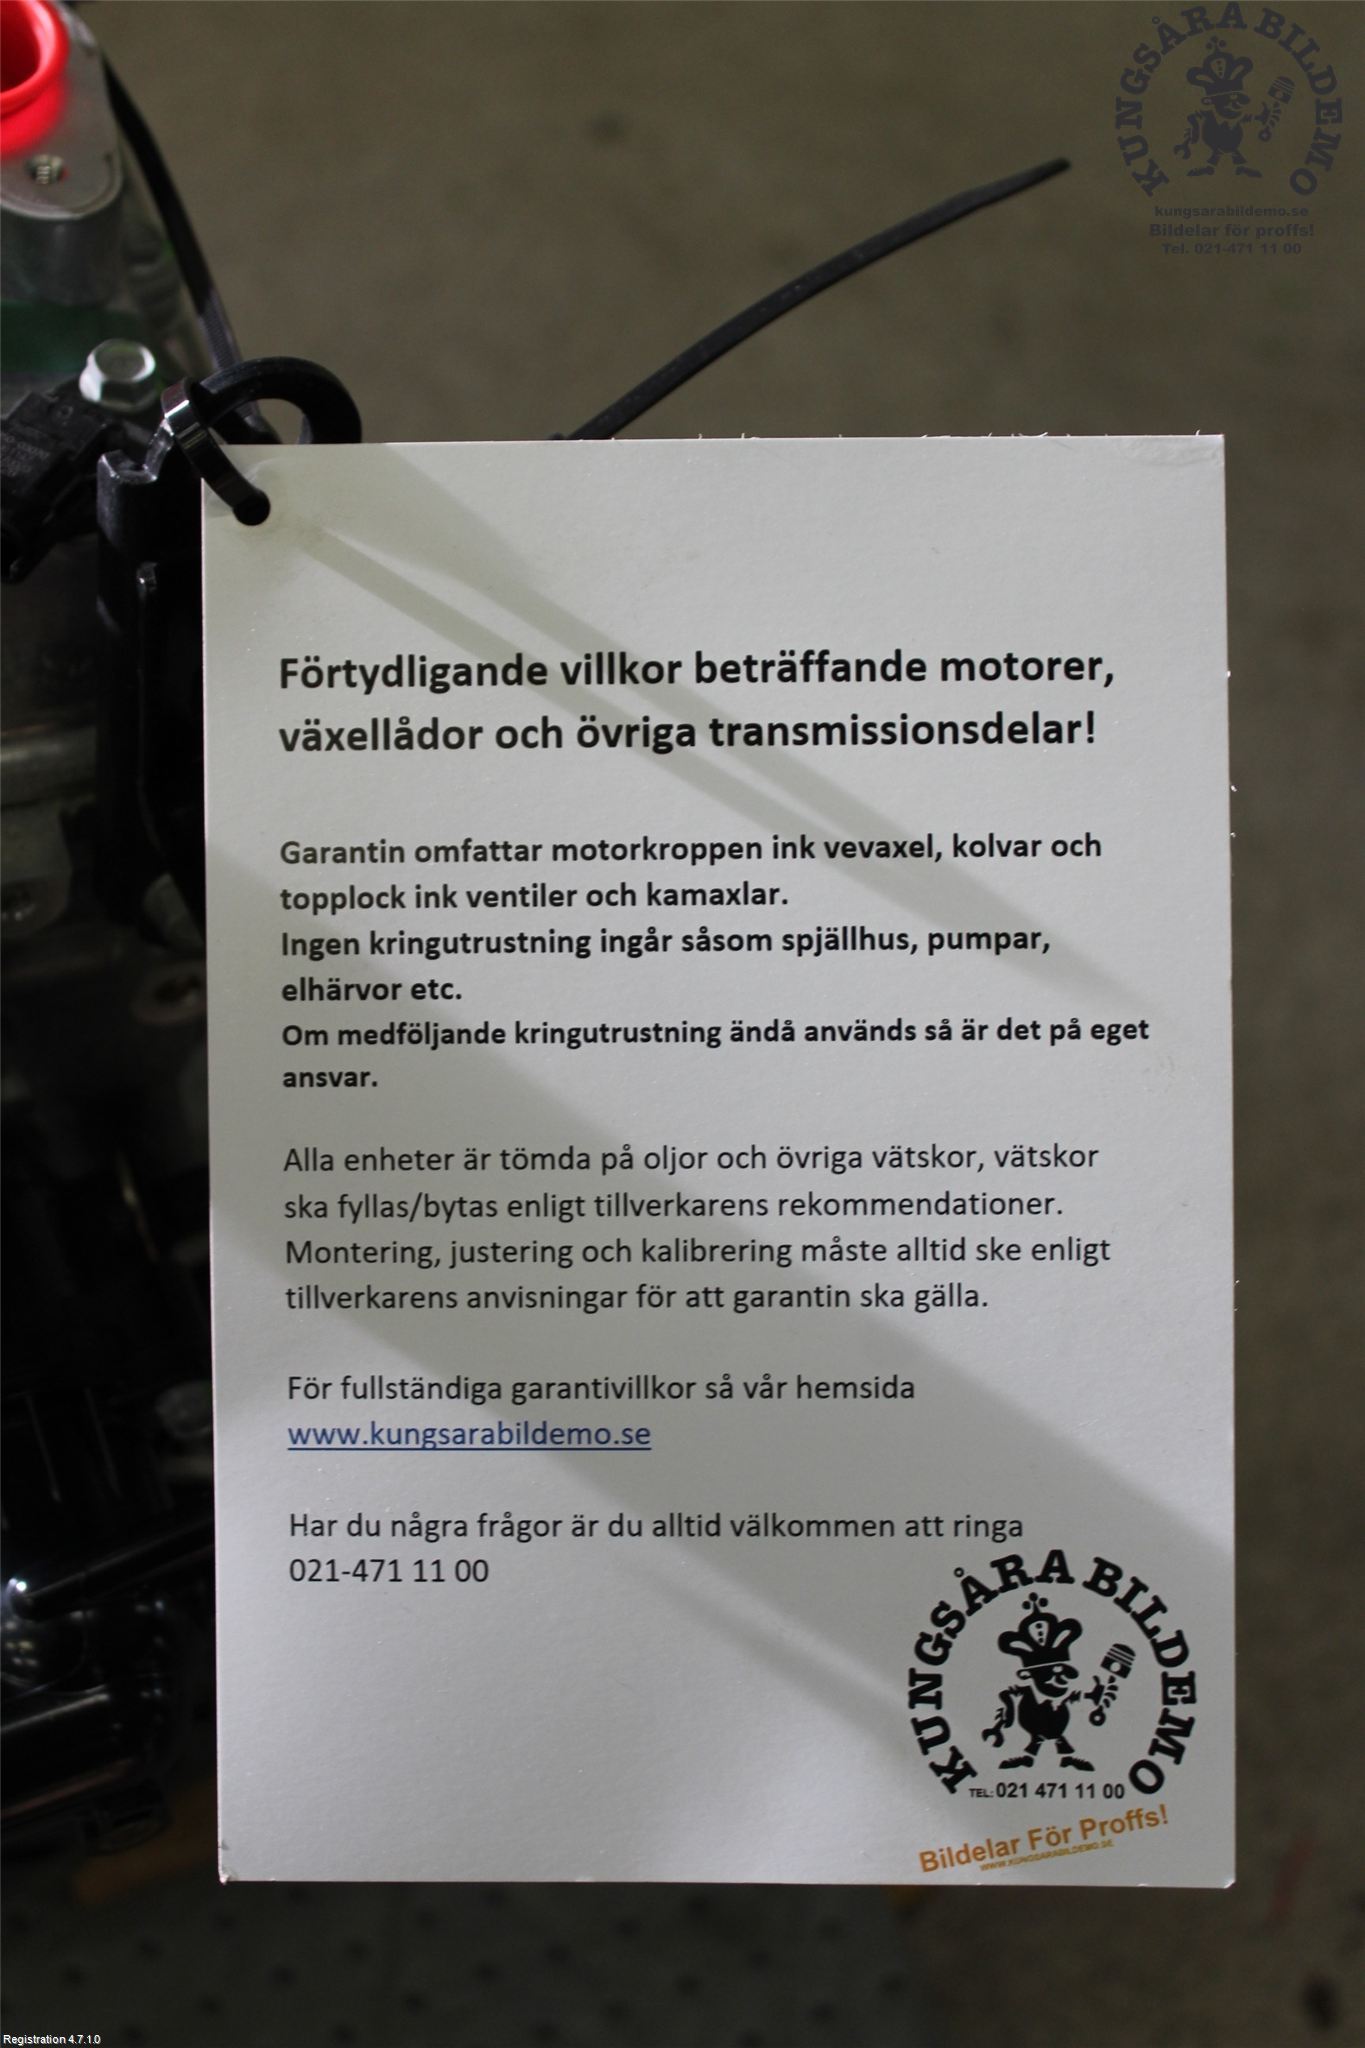 KUNGSÅRA BILDEMO
kungsarabildemo.se
Bildelar för proffs!
Tel. 021-471 11 00
Förtydligande villkor beträffande motorer,
växellådor och övriga transmissionsdelar!
Garantin omfattar motorkroppen ink vevaxel, kolvar och
topplock ink ventiler och kamaxlar.
Ingen kringutrustning ingår såsom spjällhus, pumpar,
elhärvor etc.
Om medföljande kringutrustning ändå används så är det på eget
ansvar.
Alla enheter är tömda på oljor och övriga vätskor, vätskor
ska fyllas/bytas enligt tillverkarens rekommendationer.
Montering, justering och kalibrering måste alltid ske enligt
tillverkarens anvisningar för att garantin ska gälla.
För fullständiga garantivillkor så vår hemsida
www.kungsarabildemo.se
Har du några frågor är du alltid välkommen att ringa
021-471 11 00
KUNGSÅRA BILDEMO
TEL: 021 471 11 00
Bildelar För Proffs!
WWW.KUNGSARABILDEMO.SE
Registration 4.7.1.0